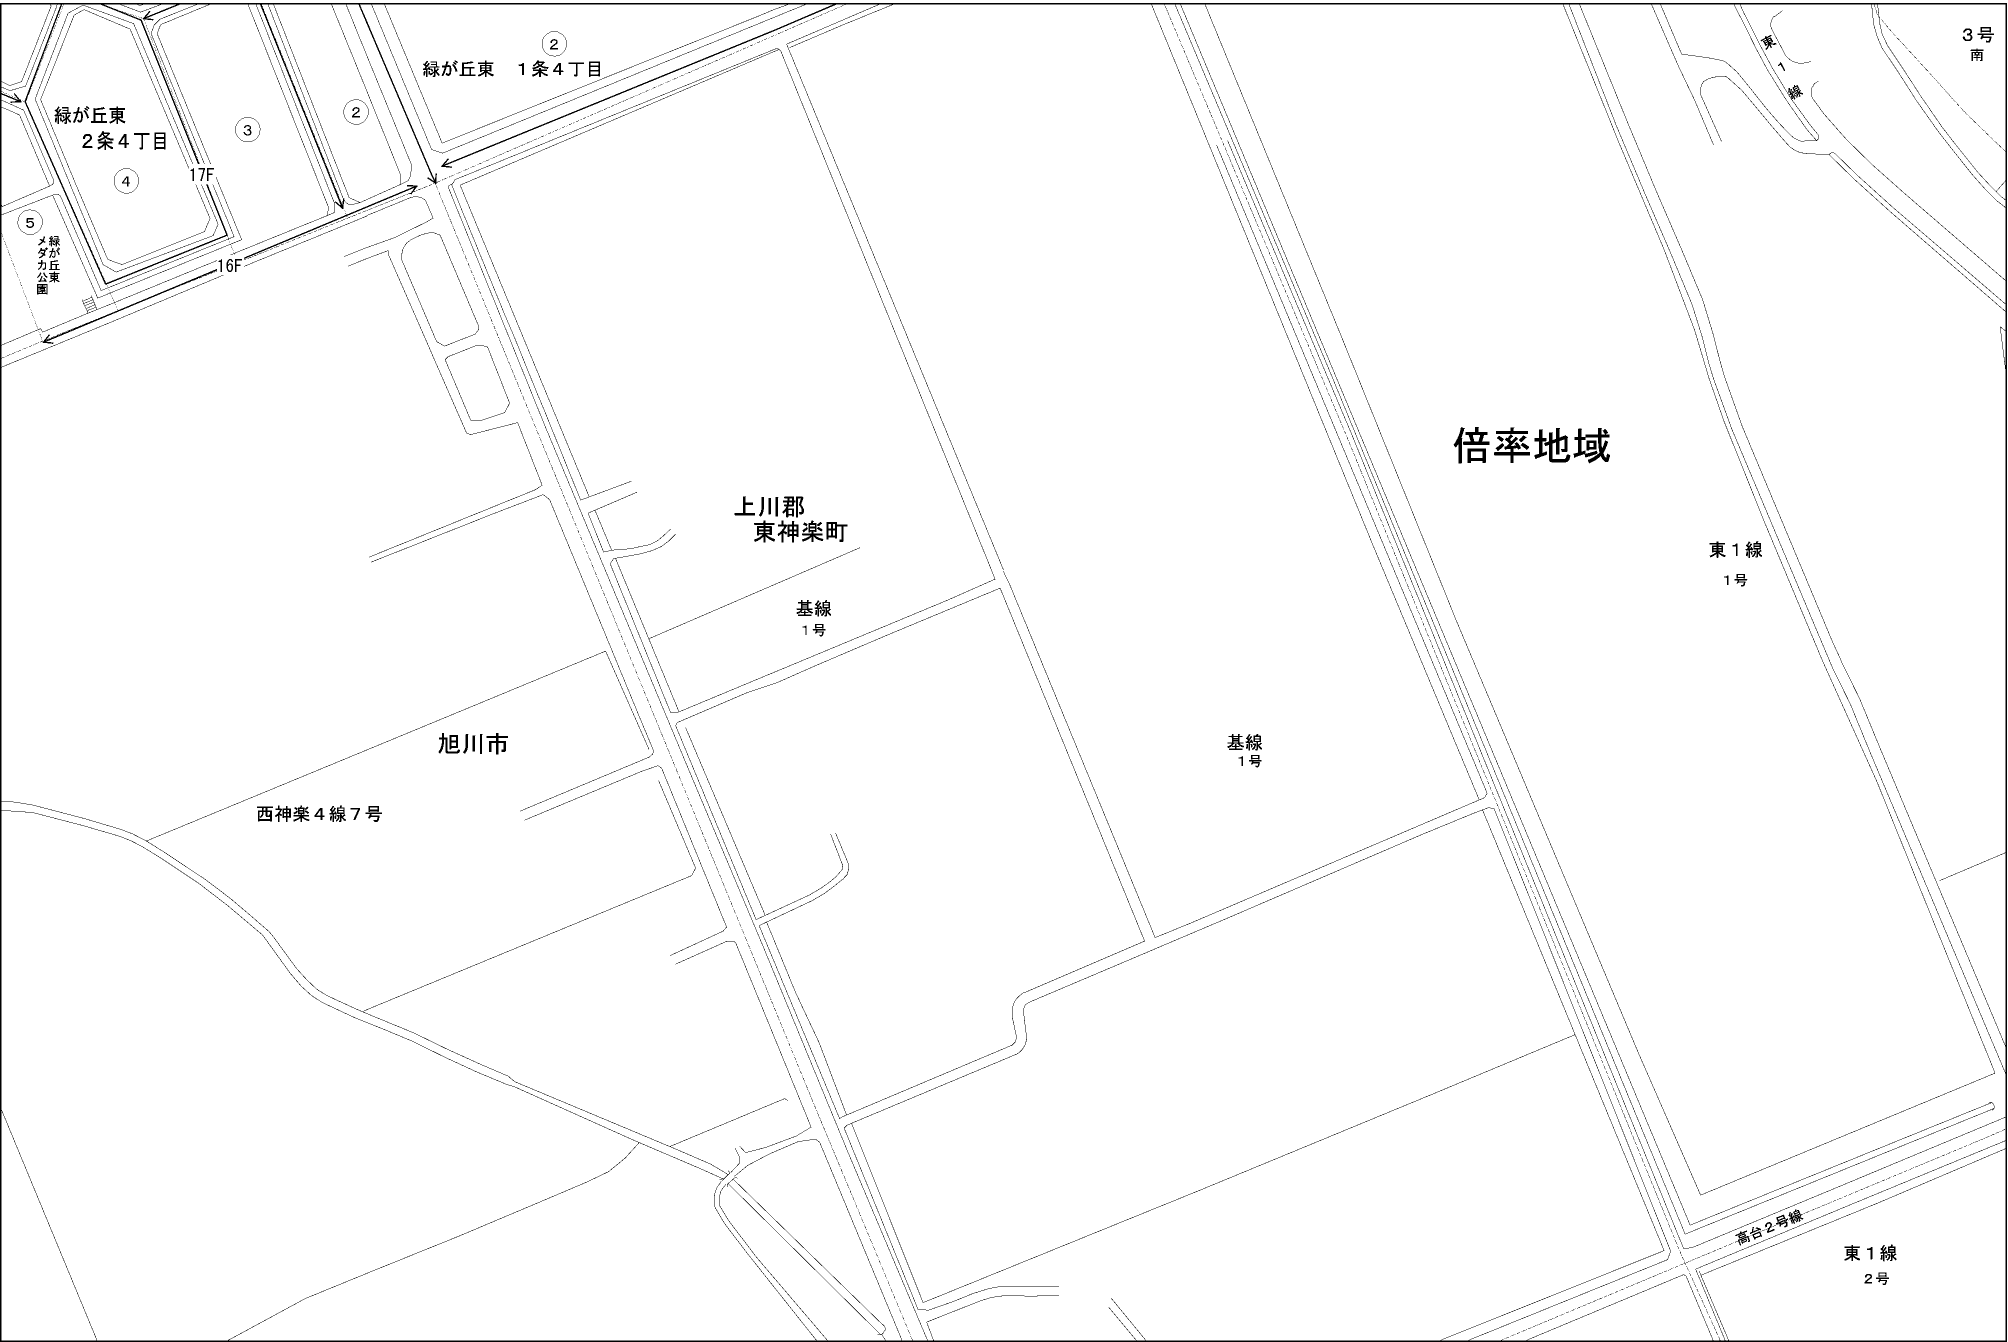 ②
緑が丘東　１条４丁目
３号
南
東１線
緑が丘東
２条４丁目
③
②
④
17F
⑤
緑が丘東
メダカ公園
16F
倍率地域
上川郡
東神楽町
東１線
１号
基線
１号
旭川市
基線
１号
西神楽４線７号
高台２号線
東１線
２号